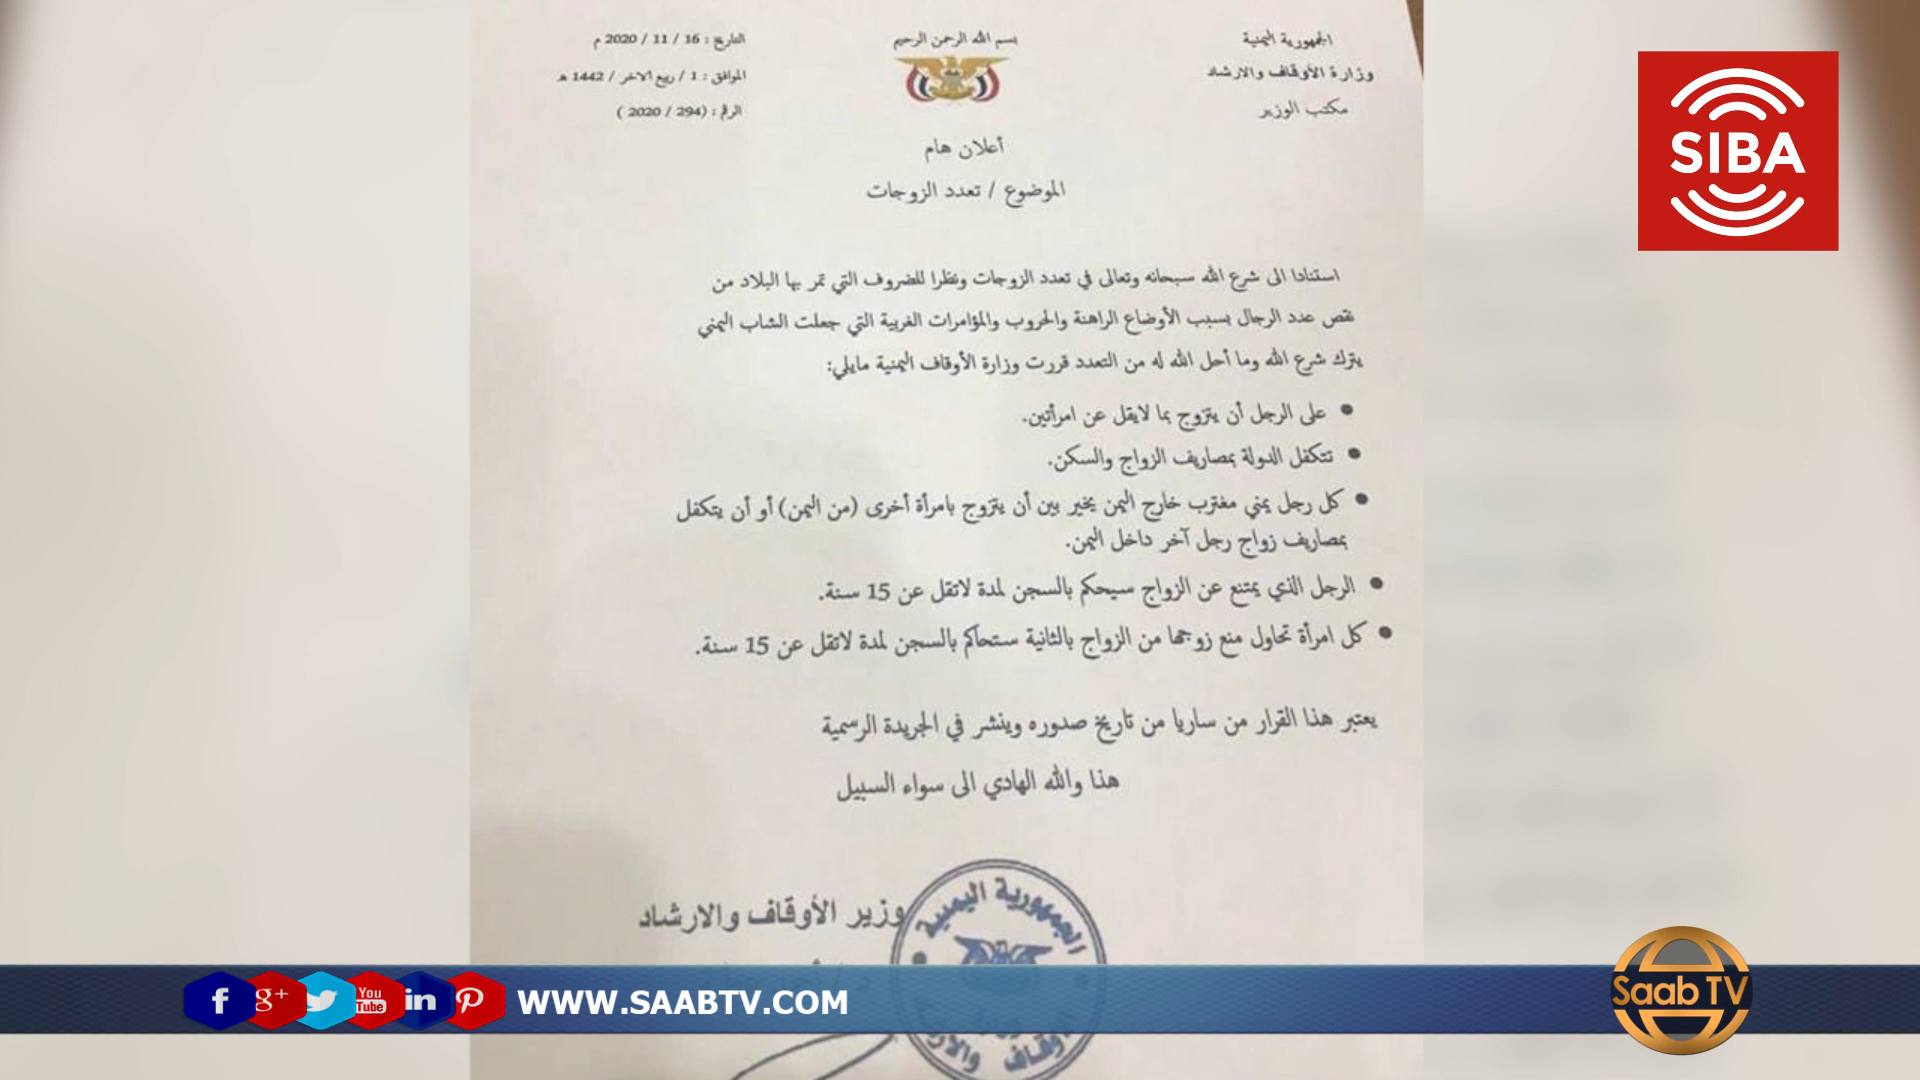 الجمهورية اليمنية
وزارة الأوقاف والارشاد
مكتب الوزير
بسم الله الرحمن الرحيم
التاريخ : 16 / 11 / 2020 م
الموافق : 1 / ربيع الاخر / 1442 هـ
الرقم : (294 / 2020 )
أعلان هام
الموضوع / تعدد الزوجات
استنادا الى شرع الله سبحانه وتعالى في تعدد الزوجات ونظرا للضروف التي تمر بها البلاد من
نقص عدد الرجال بسبب الأوضاع الراهنة والحروب والمؤامرات الغربية التي جعلت الشاب اليمني
يترك شرع الله وما أحل الله له من التعدد قررت وزارة الأوقاف اليمنية مايلي:
• على الرجل أن يتزوج بما لايقل عن امرأتين.
• تتكفل الدولة بمصاريف الزواج والسكن.
• كل رجل يمني مغترب خارج اليمن يخير بين أن يتزوج بامرأة أخرى (من اليمن) أو أن يتكفل
بمصاريف زواج رجل آخر داخل اليمن.
• الرجل الذي يمتنع عن الزواج سيحكم بالسجن لمدة لاتقل عن 15 سنة.
• كل امرأة تحاول منع زوجها من الزواج بالثانية ستحاكم بالسجن لمدة لاتقل عن 15 سنة.
يعتبر هذا القرار من ساريا من تاريخ صدوره وينشر في الجريدة الرسمية
هذا والله الهادي الى سواء السبيل
وزير الأوقاف والارشاد
الجمهورية اليمنية
SIBA
f g+ You Tube in
WWW.SAABTV.COM
Saab TV